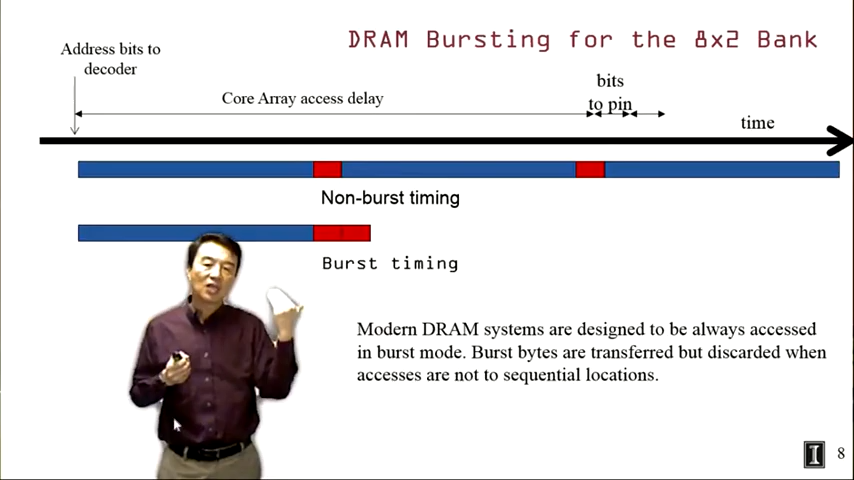 DRAM Bursting for the 8x2 Bank
Address bits to
decoder
Core Array access delay
bits
to pin
time
Non-burst timing
Burst timing
Modern DRAM systems are designed to be always accessed
in burst mode. Burst bytes are transferred but discarded when
accesses are not to sequential locations.
I
8